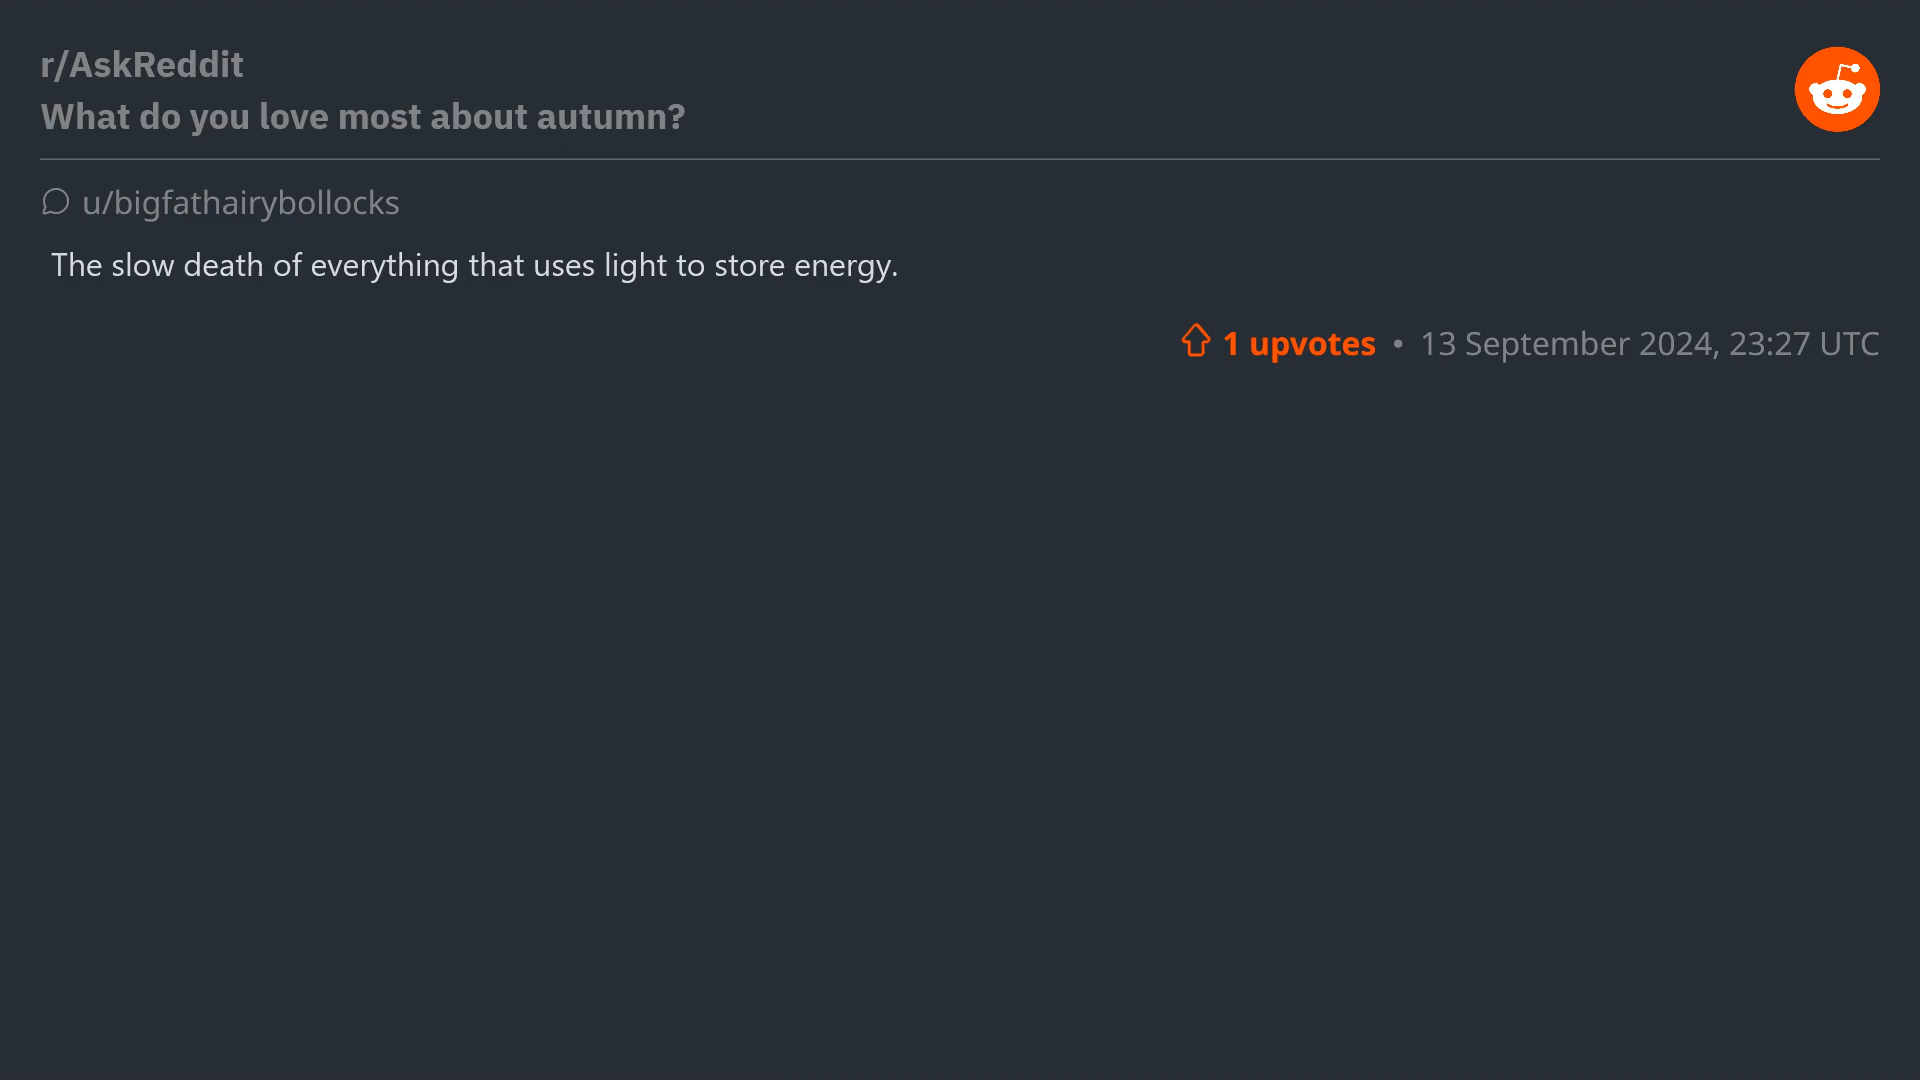 r/AskReddit
What do you love most about autumn?
u/bigfathairybollocks
The slow death of everything that uses light to store energy.
1 upvotes • 13 September 2024, 23:27 UTC